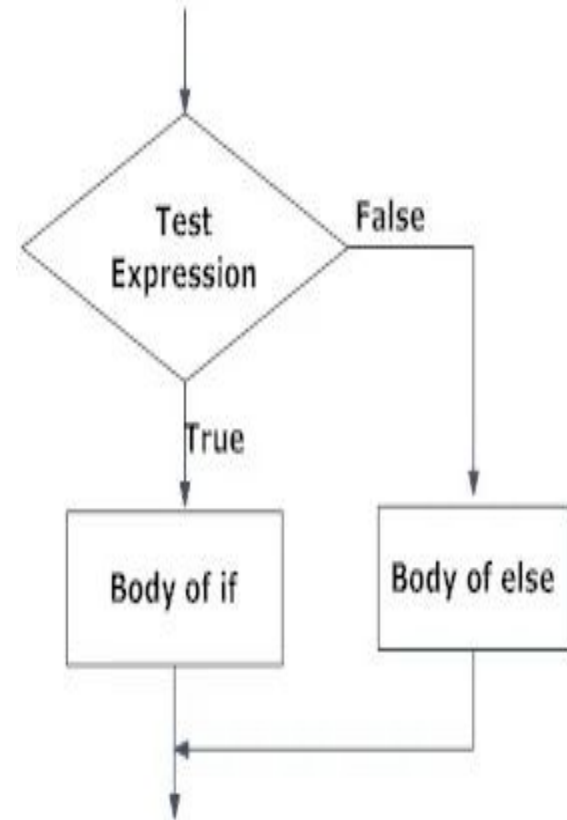 Test
Expression
False
True
Body of if
Body of else